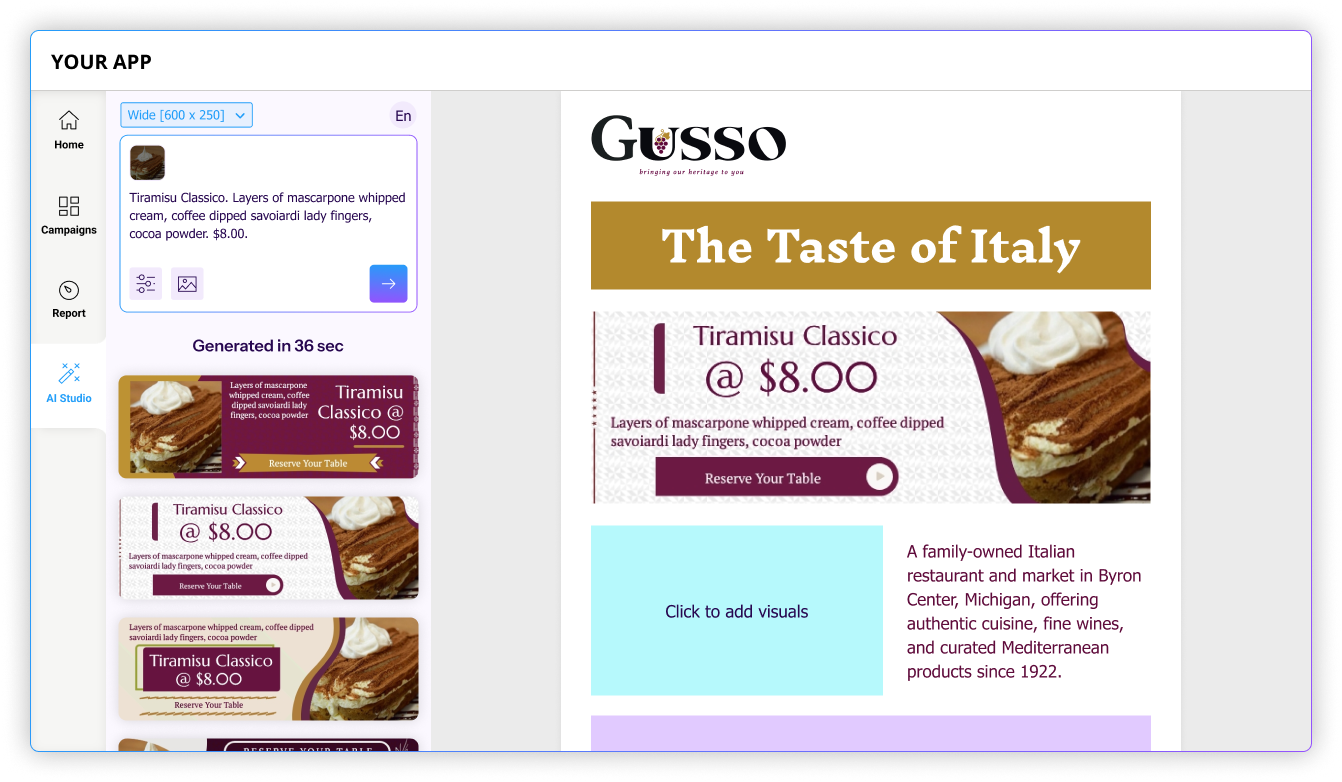 YOUR APP
Home
Campaigns
Report
AI Studio
Wide [600 x 250]
En
Tiramisu Classico. Layers of mascarpone whipped
cream, coffee dipped savoiardi lady fingers,
cocoa powder. $8.00.
Generated in 36 sec
Layers of mascarpone
whipped cream, coffee
dipped savoiardi lady
fingers, cocoa powder
Tiramisu
Classico @
$8.00
Reserve Your Table
Tiramisu Classico
@ $8.00
Layers of mascarpone whipped cream, coffee dipped
savoiardi lady fingers, cocoa powder
Reserve Your Table
Layers of mascarpone whipped cream, coffee dipped
savoiardi lady fingers, cocoa powder
Tiramisu Classico
@ $8.00
Reserve Your Table
RESERVE YOUR TABLE
GUSSO
bringing our heritage to you
The Taste of Italy
Tiramisu Classico
@ $8.00
Layers of mascarpone whipped cream, coffee dipped
savoiardi lady fingers, cocoa powder
Reserve Your Table
Click to add visuals
A family-owned Italian
restaurant and market in Byron
Center, Michigan, offering
authentic cuisine, fine wines,
and curated Mediterranean
products since 1922.